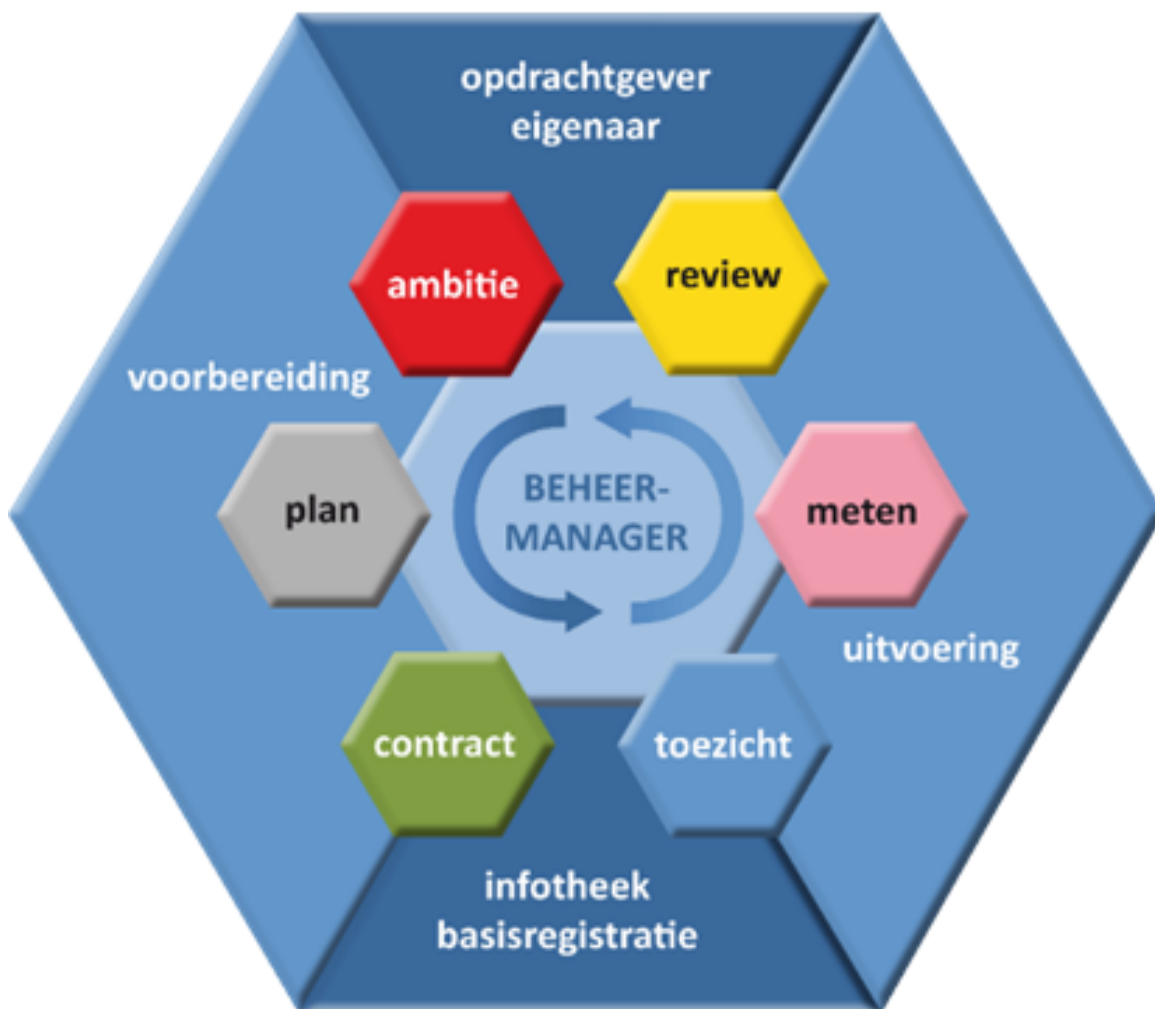 opdrachtgever
eigenaar
ambitie
review
voorbereiding
plan
BEHEER-
MANAGER
meten
uitvoering
contract
toezicht
infotheek
basisregistratie